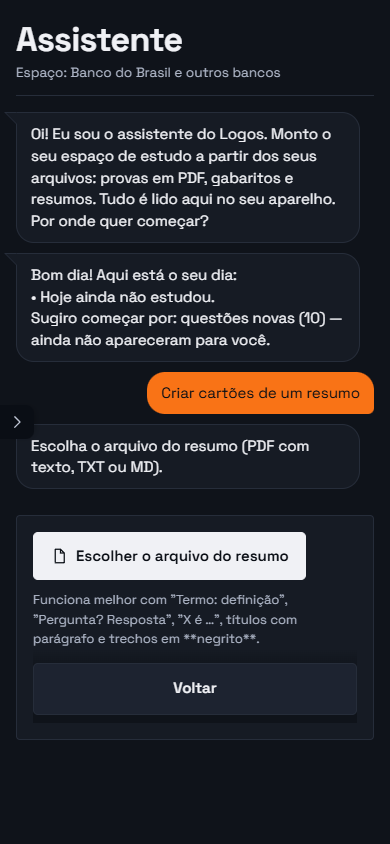 Assistente
Espaço: Banco do Brasil e outros bancos
Oi! Eu sou o assistente do Logos. Monto o
seu espaço de estudo a partir dos seus
arquivos: provas em PDF, gabaritos e
resumos. Tudo é lido aqui no seu aparelho.
Por onde quer começar?
Bom dia! Aqui está o seu dia:
• Hoje ainda não estudou.
Sugiro começar por: questões novas (10) —
ainda não apareceram para você.
Criar cartões de um resumo
Escolha o arquivo do resumo (PDF com
texto, TXT ou MD).
Escolher o arquivo do resumo
Funciona melhor com "Termo: definição",
"Pergunta? Resposta", "X é …", títulos com
parágrafo e trechos em **negrito**.
Voltar